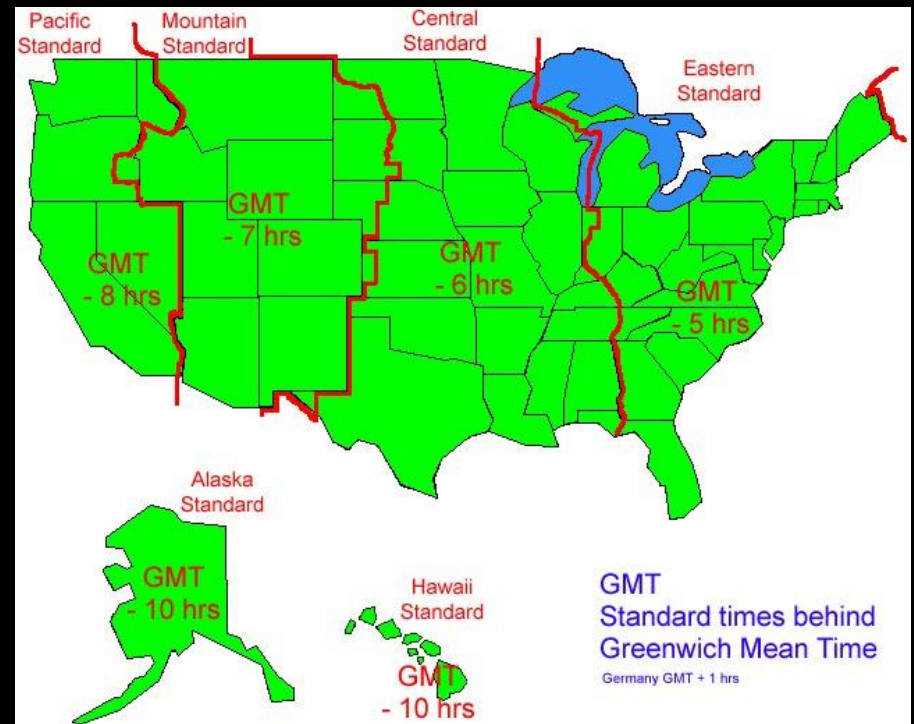 Pacific
Standard
Mountain
Standard
Central
Standard
Eastern
Standard
GMT
- 8 hrs
GMT
- 7 hrs
GMT
- 6 hrs
GMT
- 5 hrs
Alaska
Standard
GMT
- 10 hrs
Hawaii
Standard
GMT
- 10 hrs
GMT
Standard times behind
Greenwich Mean Time
Germany GMT + 1 hrs